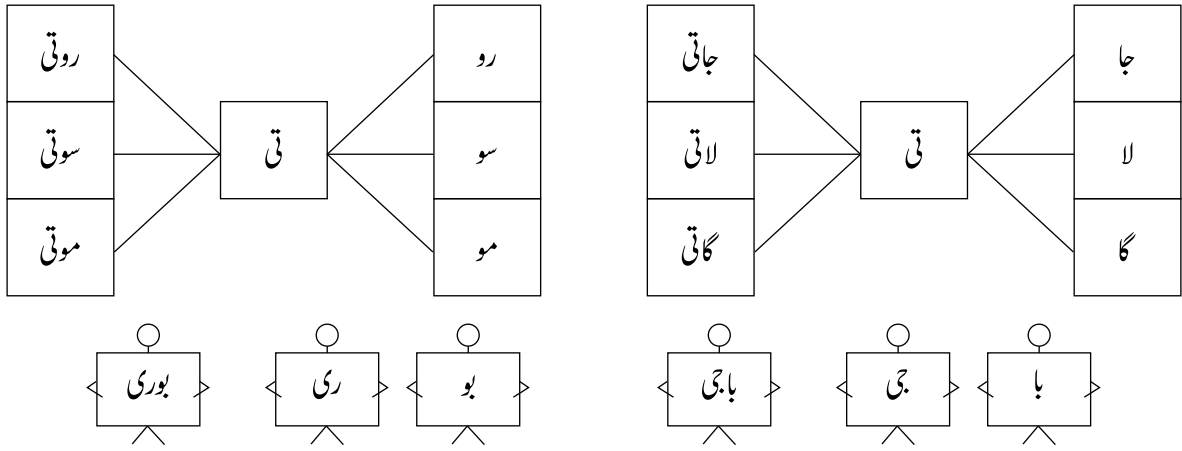 جا جاتی رو روتی
لا تی لاتی سو تی سوتی
گا گاتی مو موتی
با جی باجی بو ری بوری